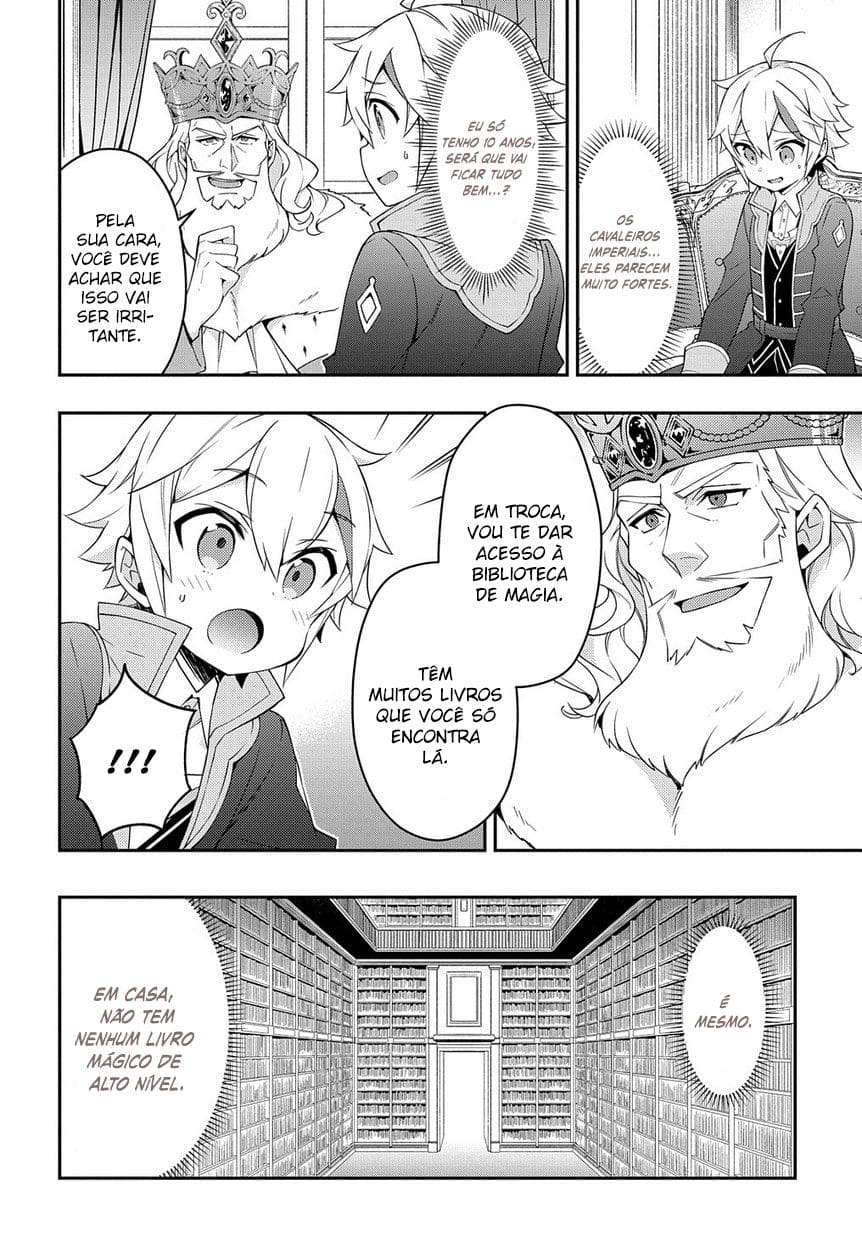 OS
CAVALEIROS
IMPERIAIS...
ELES PARECEM
MUITO FORTES.
EU SÓ
TENHO 10 ANOS;
SERÁ QUE VAI
FICAR TUDO
BEM...?
PELA
SUA CARA,
VOCÊ DEVE
ACHAR QUE
ISSO VAI
SER IRRI-
TANTE.
EM TROCA,
VOU TE DAR
ACESSO À
BIBLIOTECA
DE MAGIA.
TÊM
MUITOS LIVROS
QUE VOCÊ SÓ
ENCONTRA
LÁ.
!!!
É
MESMO.
EM CASA,
NÃO TEM
NENHUM LIVRO
MÁGICO DE
ALTO NÍVEL.